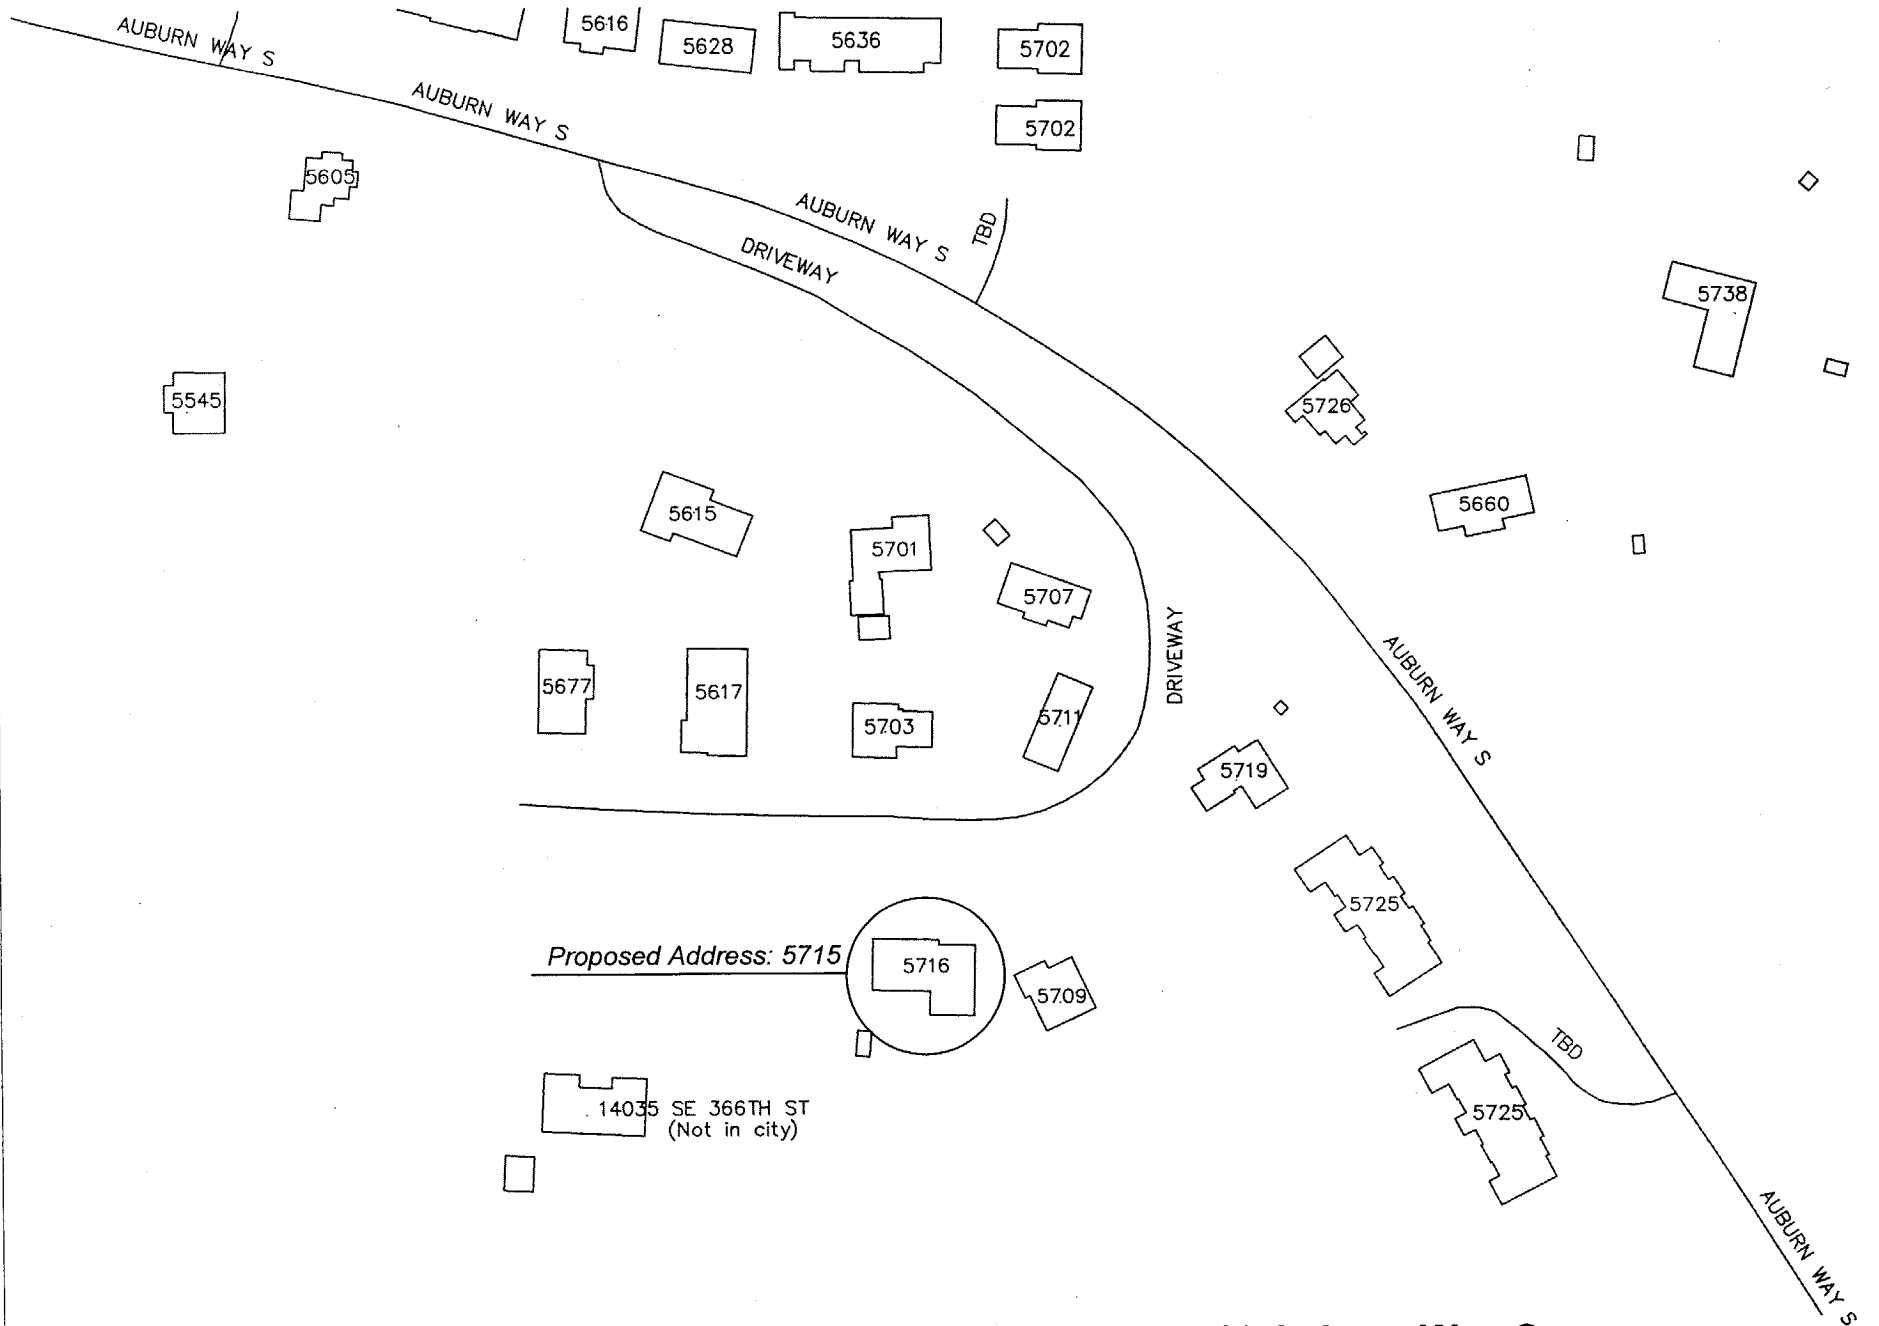 AUBURN WAY S
5616
5628
5636
5702
AUBURN WAY S
5702
5605
AUBURN WAY S
TBD
DRIVEWAY
5738
5545
5726
5615
5660
5701
5707
DRIVEWAY
AUBURN WAY S
5677
5617
5703
5711
5719
5725
Proposed Address: 5715
5716
5709
TBD
14035 SE 366TH ST
(Not in city)
5725
AUBURN WAY S